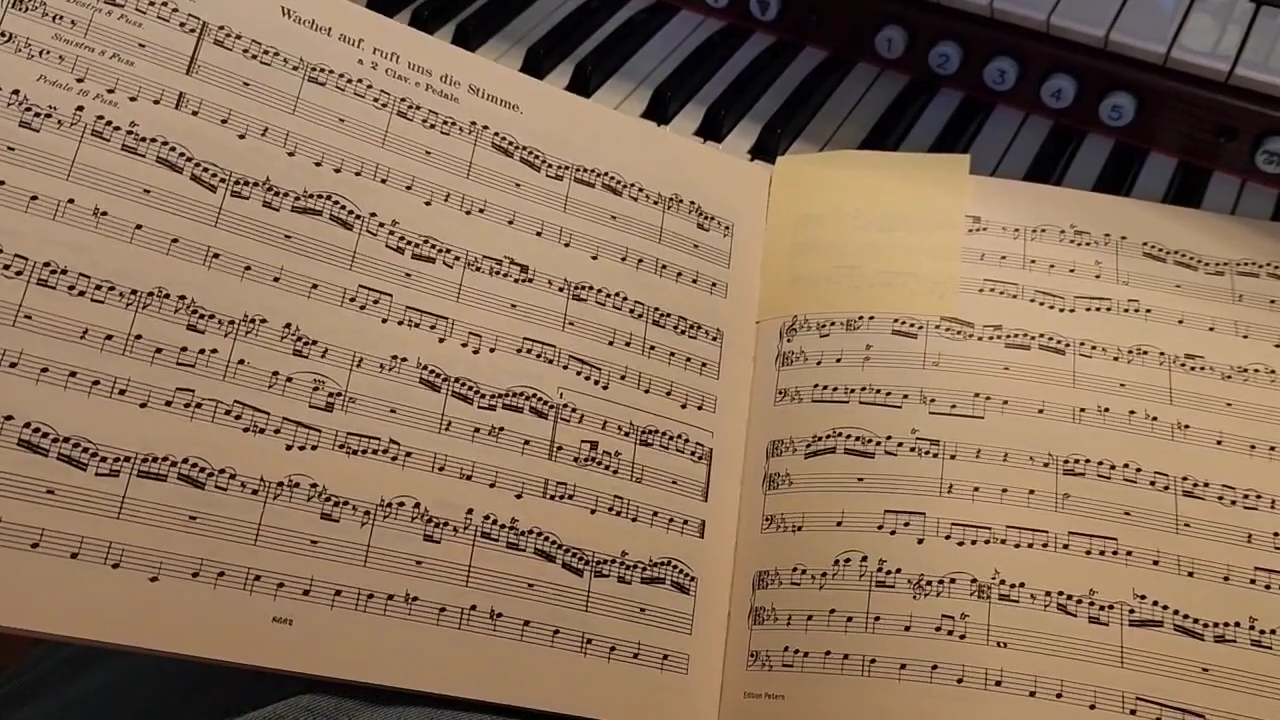 Wachet auf, ruft uns die Stimme.
a 2 Clav. e Pedale.
Destra 8 Fuss.
Sinistra 8 Fuss.
Pedale 16 Fuss.
1 2 3 4 5
Edition Peters